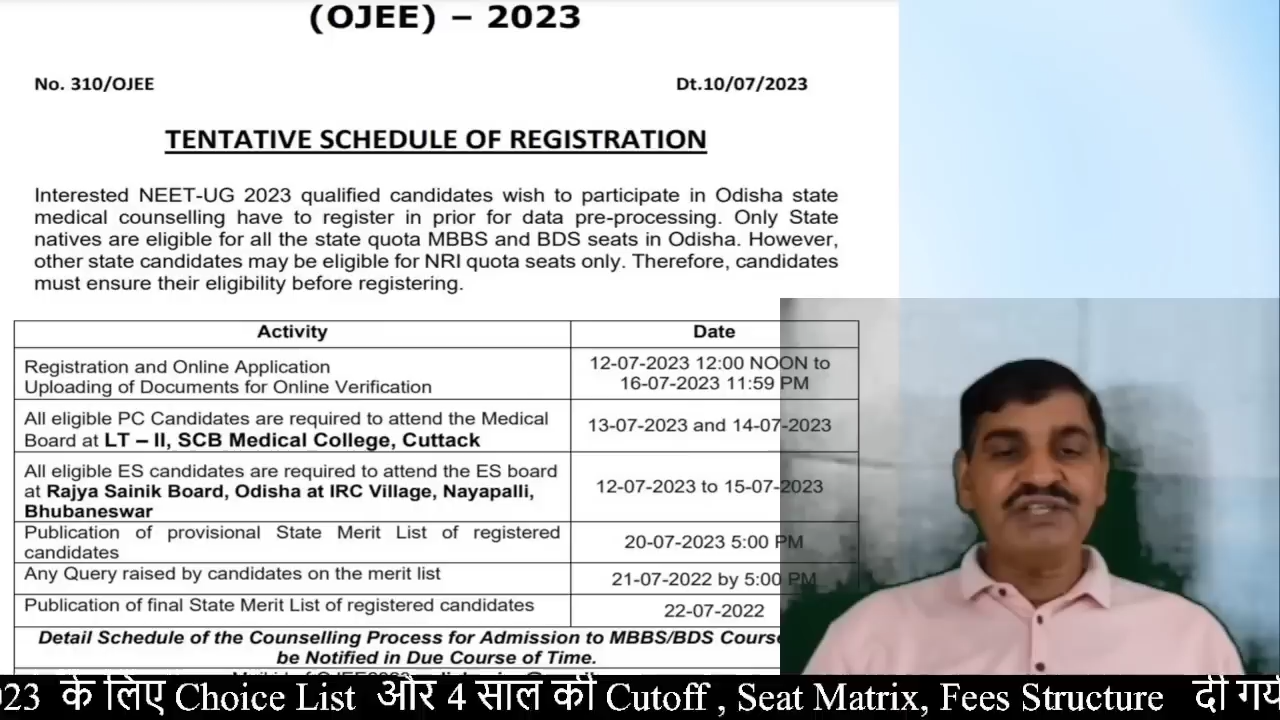 (OJEE) – 2023
No. 310/OJEE Dt.10/07/2023
TENTATIVE SCHEDULE OF REGISTRATION
Interested NEET-UG 2023 qualified candidates wish to participate in Odisha state
medical counselling have to register in prior for data pre-processing. Only State
natives are eligible for all the state quota MBBS and BDS seats in Odisha. However,
other state candidates may be eligible for NRI quota seats only. Therefore, candidates
must ensure their eligibility before registering.
Activity Date
Registration and Online Application
Uploading of Documents for Online Verification
12-07-2023 12:00 NOON to
16-07-2023 11:59 PM
All eligible PC Candidates are required to attend the Medical
Board at LT – II, SCB Medical College, Cuttack
13-07-2023 and 14-07-2023
All eligible ES candidates are required to attend the ES board
at Rajya Sainik Board, Odisha at IRC Village, Nayapalli,
Bhubaneswar
12-07-2023 to 15-07-2023
Publication of provisional State Merit List of registered
candidates
20-07-2023 5:00 PM
Any Query raised by candidates on the merit list
21-07-2022 by 5:00 PM
Publication of final State Merit List of registered candidates
22-07-2022
Detail Schedule of the Counselling Process for Admission to MBBS/BDS
be Notified in Due Course of Time.
के लिए Choice List और 4 साल की Cutoff , Seat Matrix, Fees Structure दी